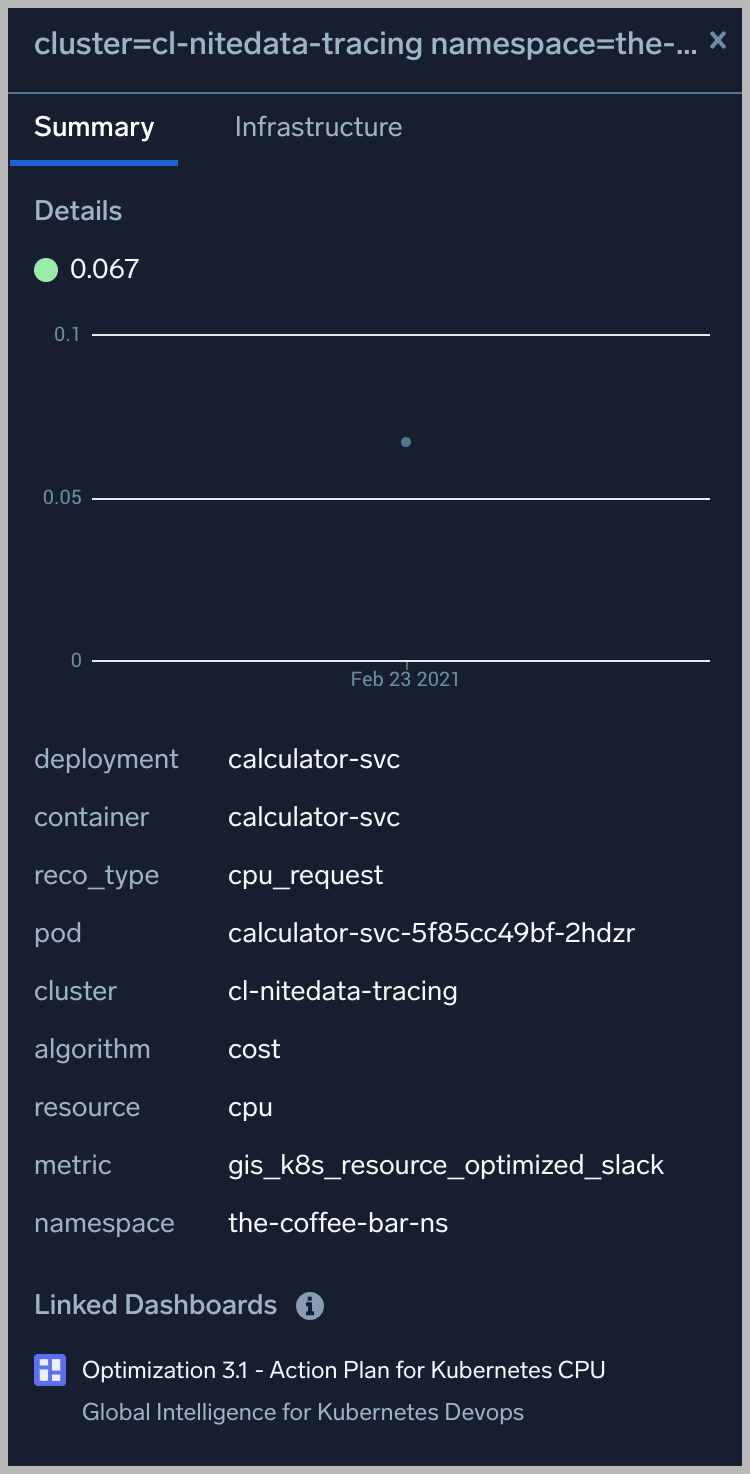 cluster=cl-nitedata-tracing namespace=the-... ×
Summary Infrastructure
Details
0.067
0.1
0.05
0
Feb 23 2021
deployment calculator-svc
container calculator-svc
reco_type cpu_request
pod calculator-svc-5f85cc49bf-2hdzr
cluster cl-nitedata-tracing
algorithm cost
resource cpu
metric gis_k8s_resource_optimized_slack
namespace the-coffee-bar-ns
Linked Dashboards i
Optimization 3.1 - Action Plan for Kubernetes CPU
Global Intelligence for Kubernetes Devops